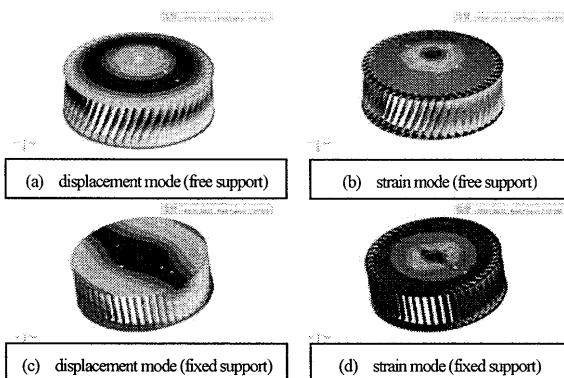 (a) displacement mode (free support)
(b) strain mode (free support)
(c) displacement mode (fixed support)
(d) strain mode (fixed support)